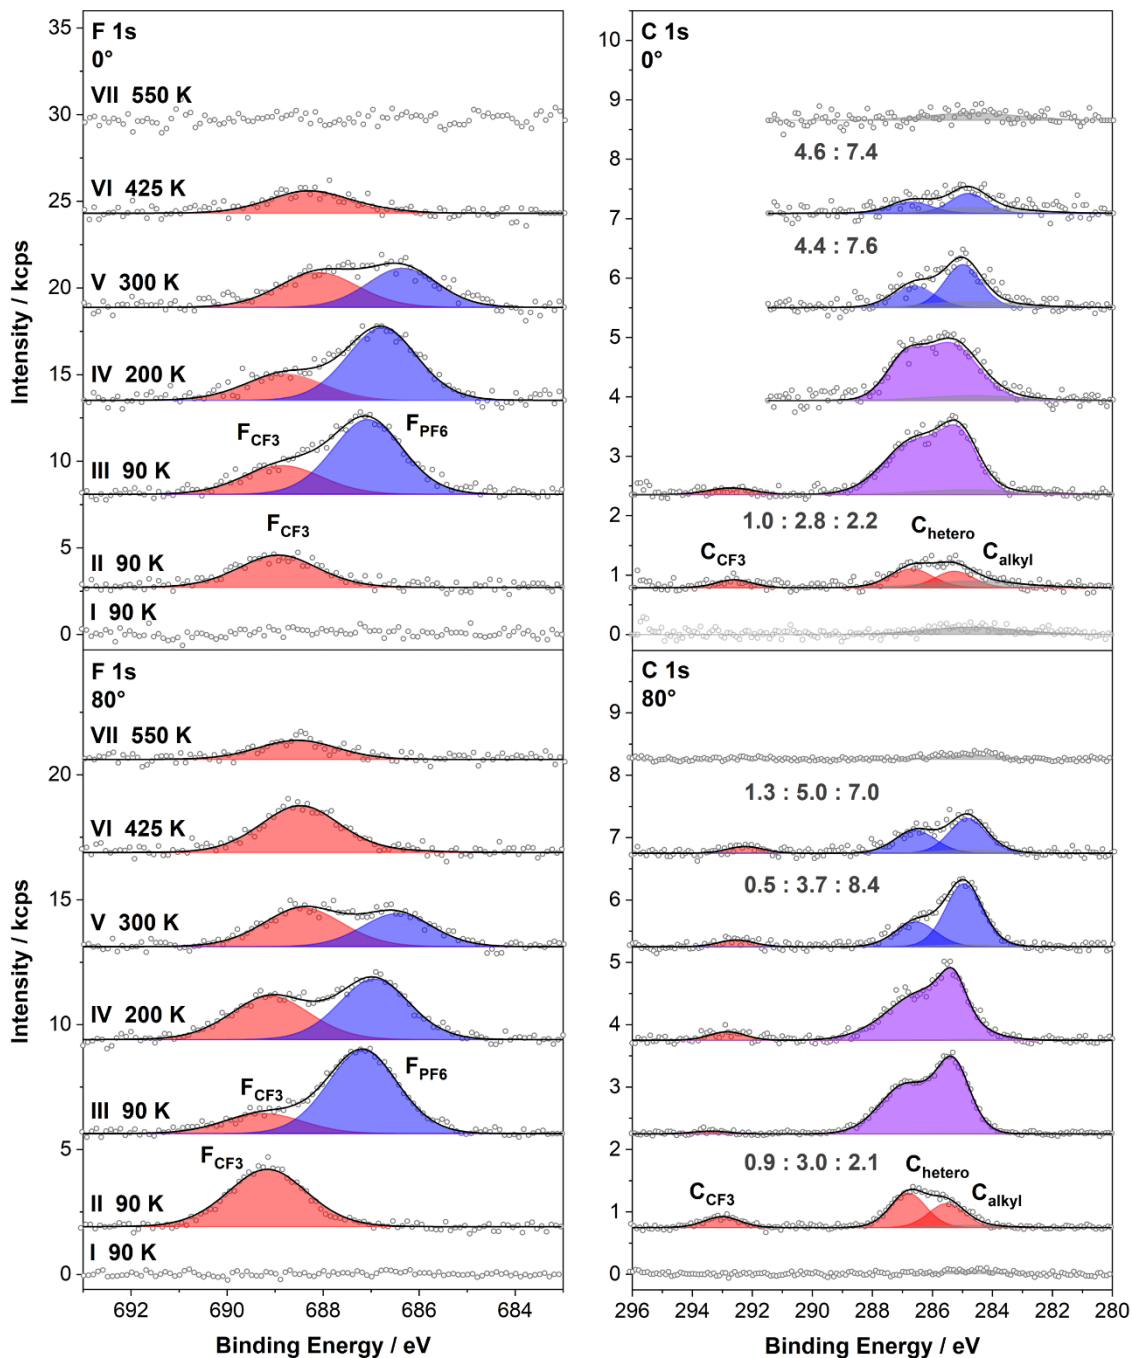 F 1s
0°
VII 550 K
VI 425 K
V 300 K
IV 200 K
F_CF3
F_PF6
III 90 K
F_CF3
II 90 K
I 90 K
35
30
25
20
15
10
5
0
Intensity / kcps
C 1s
0°
4.6 : 7.4
4.4 : 7.6
1.0 : 2.8 : 2.2
C_hetero
C_CF3
C_alkyl
10
9
8
7
6
5
4
3
2
1
0
F 1s
80°
VII 550 K
VI 425 K
V 300 K
IV 200 K
F_PF6
F_CF3
III 90 K
F_CF3
II 90 K
I 90 K
20
15
10
5
0
Intensity / kcps
692 690 688 686 684
Binding Energy / eV
C 1s
80°
1.3 : 5.0 : 7.0
0.5 : 3.7 : 8.4
0.9 : 3.0 : 2.1
C_hetero
C_CF3
C_alkyl
9
8
7
6
5
4
3
2
1
0
296 294 292 290 288 286 284 282 280
Binding Energy / eV